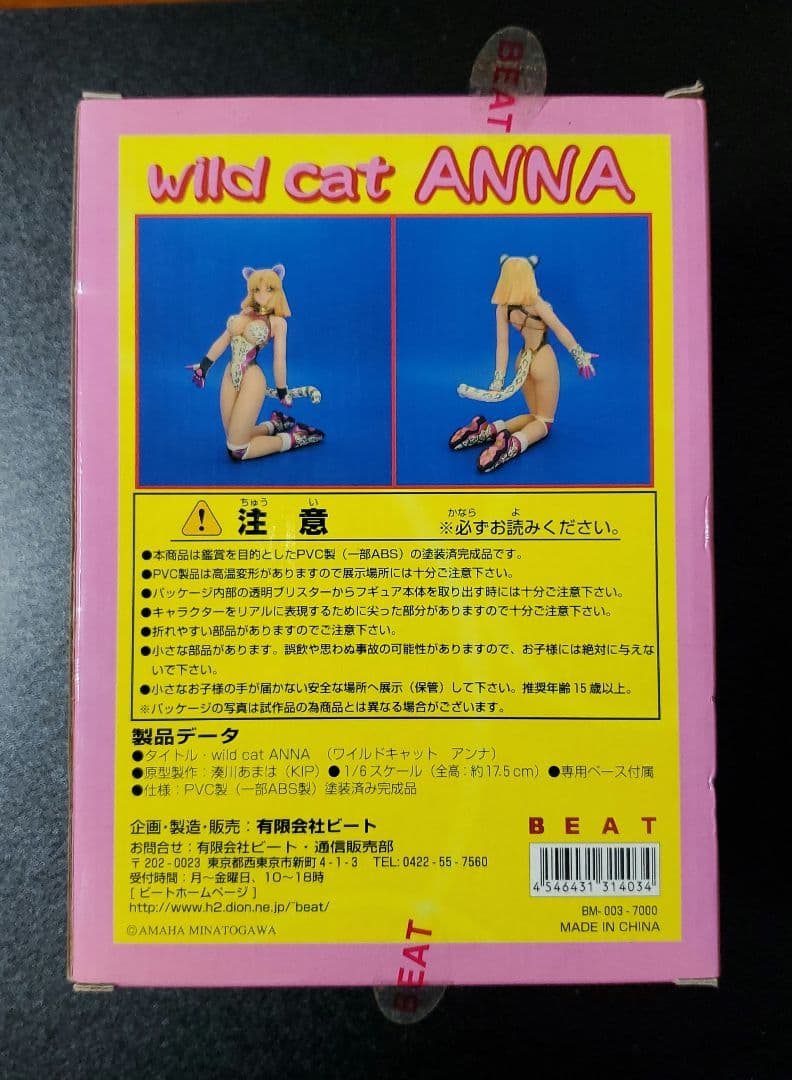 BEAT
wild cat ANNA
ちゅう い
かなら よ
注 意 ※必ずお読みください。
●本商品は鑑賞を目的としたPVC製（一部ABS）の塗装済完成品です。
●PVC製品は高温変形がありますので展示場所には十分ご注意下さい。
●パッケージ内部の透明ブリスターからフギュア本体を取り出す時には十分ご注意下さい。
●キャラクターをリアルに表現するために尖った部分がありますので十分ご注意下さい。
●折れやすい部品がありますのでご注意下さい。
●小さな部品があります。誤飲や思わぬ事故の可能性がありますので、お子様には絶対に与えな
いで下さい。
●小さなお子様の手が届かない安全な場所へ展示（保管）して下さい。推奨年齢15歳以上。
※パッケージの写真は試作品の為商品とは異なる場合がございます。
製品データ
●タイトル・wild cat ANNA （ワイルドキャット アンナ）
●原型製作：湊川あまは（KIP）●1/6スケール（全高：約17.5cm）●専用ベース付属
●仕様：PVC製（一部ABS製）塗装済み完成品
企画・製造・販売：有限会社ビート
BEAT
お問合せ：有限会社ビート・通信販売部
〒202-0023 東京都西東京市新町4-1-3 TEL: 0422-55-7560
受付時間：月～金曜日、10～18時
[ ビートホームページ ]
http://www.h2.dion.ne.jp/~beat/
4 546431 314034
BM-003-7000
©AMAHA MINATOGAWA
MADE IN CHINA
BEAT